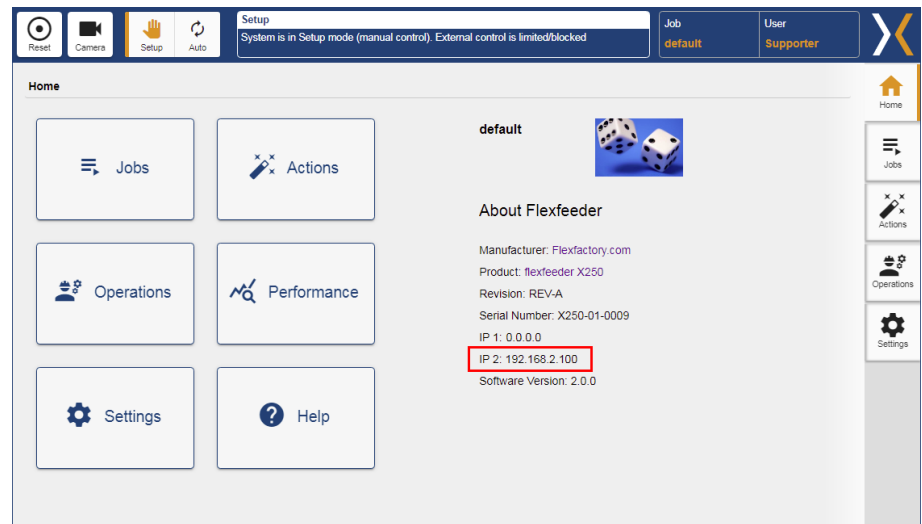 Reset
Camera
Setup
Auto
Setup
System is in Setup mode (manual control). External control is limited/blocked
Job
default
User
Supporter
Home
Jobs
Actions
Operations
Performance
Settings
Help
default
About Flexfeeder
Manufacturer: Flexfactory.com
Product: flexfeeder X250
Revision: REV-A
Serial Number: X250-01-0009
IP 1: 0.0.0.0
IP 2: 192.168.2.100
Software Version: 2.0.0
Home
Jobs
Actions
Operations
Settings